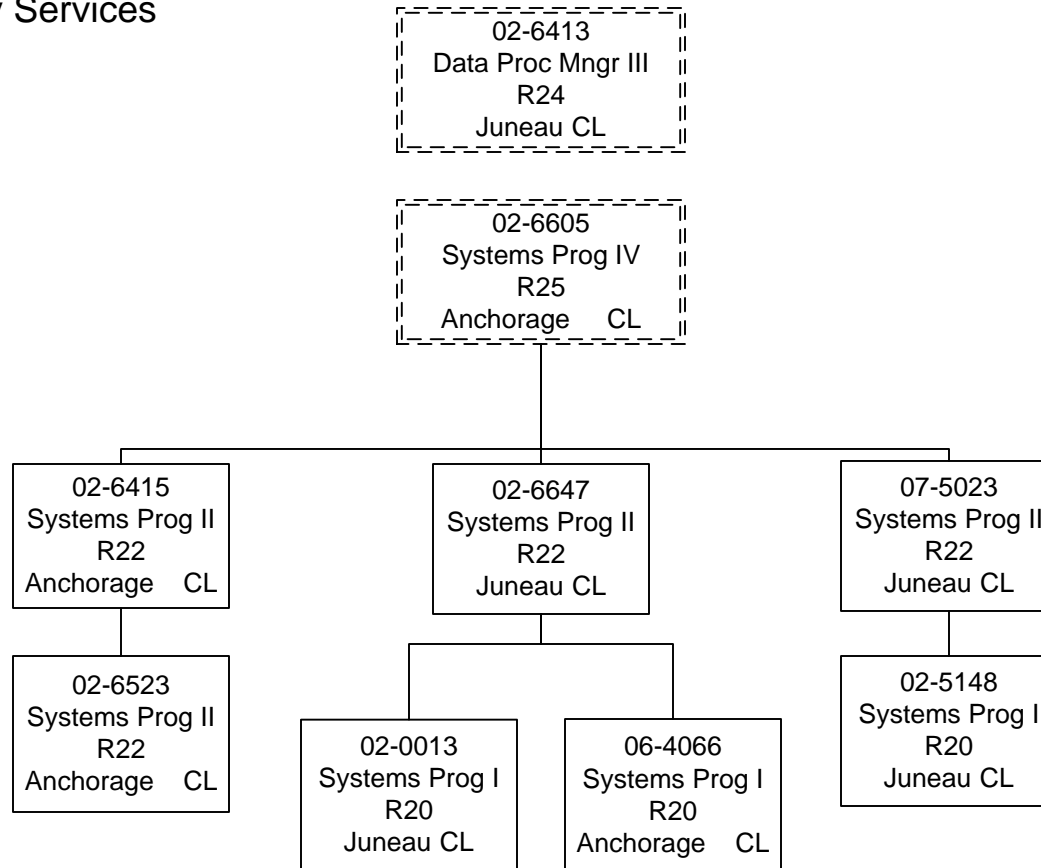 Services
02-6413
Data Proc Mngr III
R24
Juneau CL
02-6605
Systems Prog IV
R25
Anchorage CL
02-6415
Systems Prog II
R22
Anchorage CL
02-6647
Systems Prog II
R22
Juneau CL
07-5023
Systems Prog II
R22
Juneau CL
02-6523
Systems Prog II
R22
Anchorage CL
02-0013
Systems Prog I
R20
Juneau CL
06-4066
Systems Prog I
R20
Anchorage CL
02-5148
Systems Prog I
R20
Juneau CL